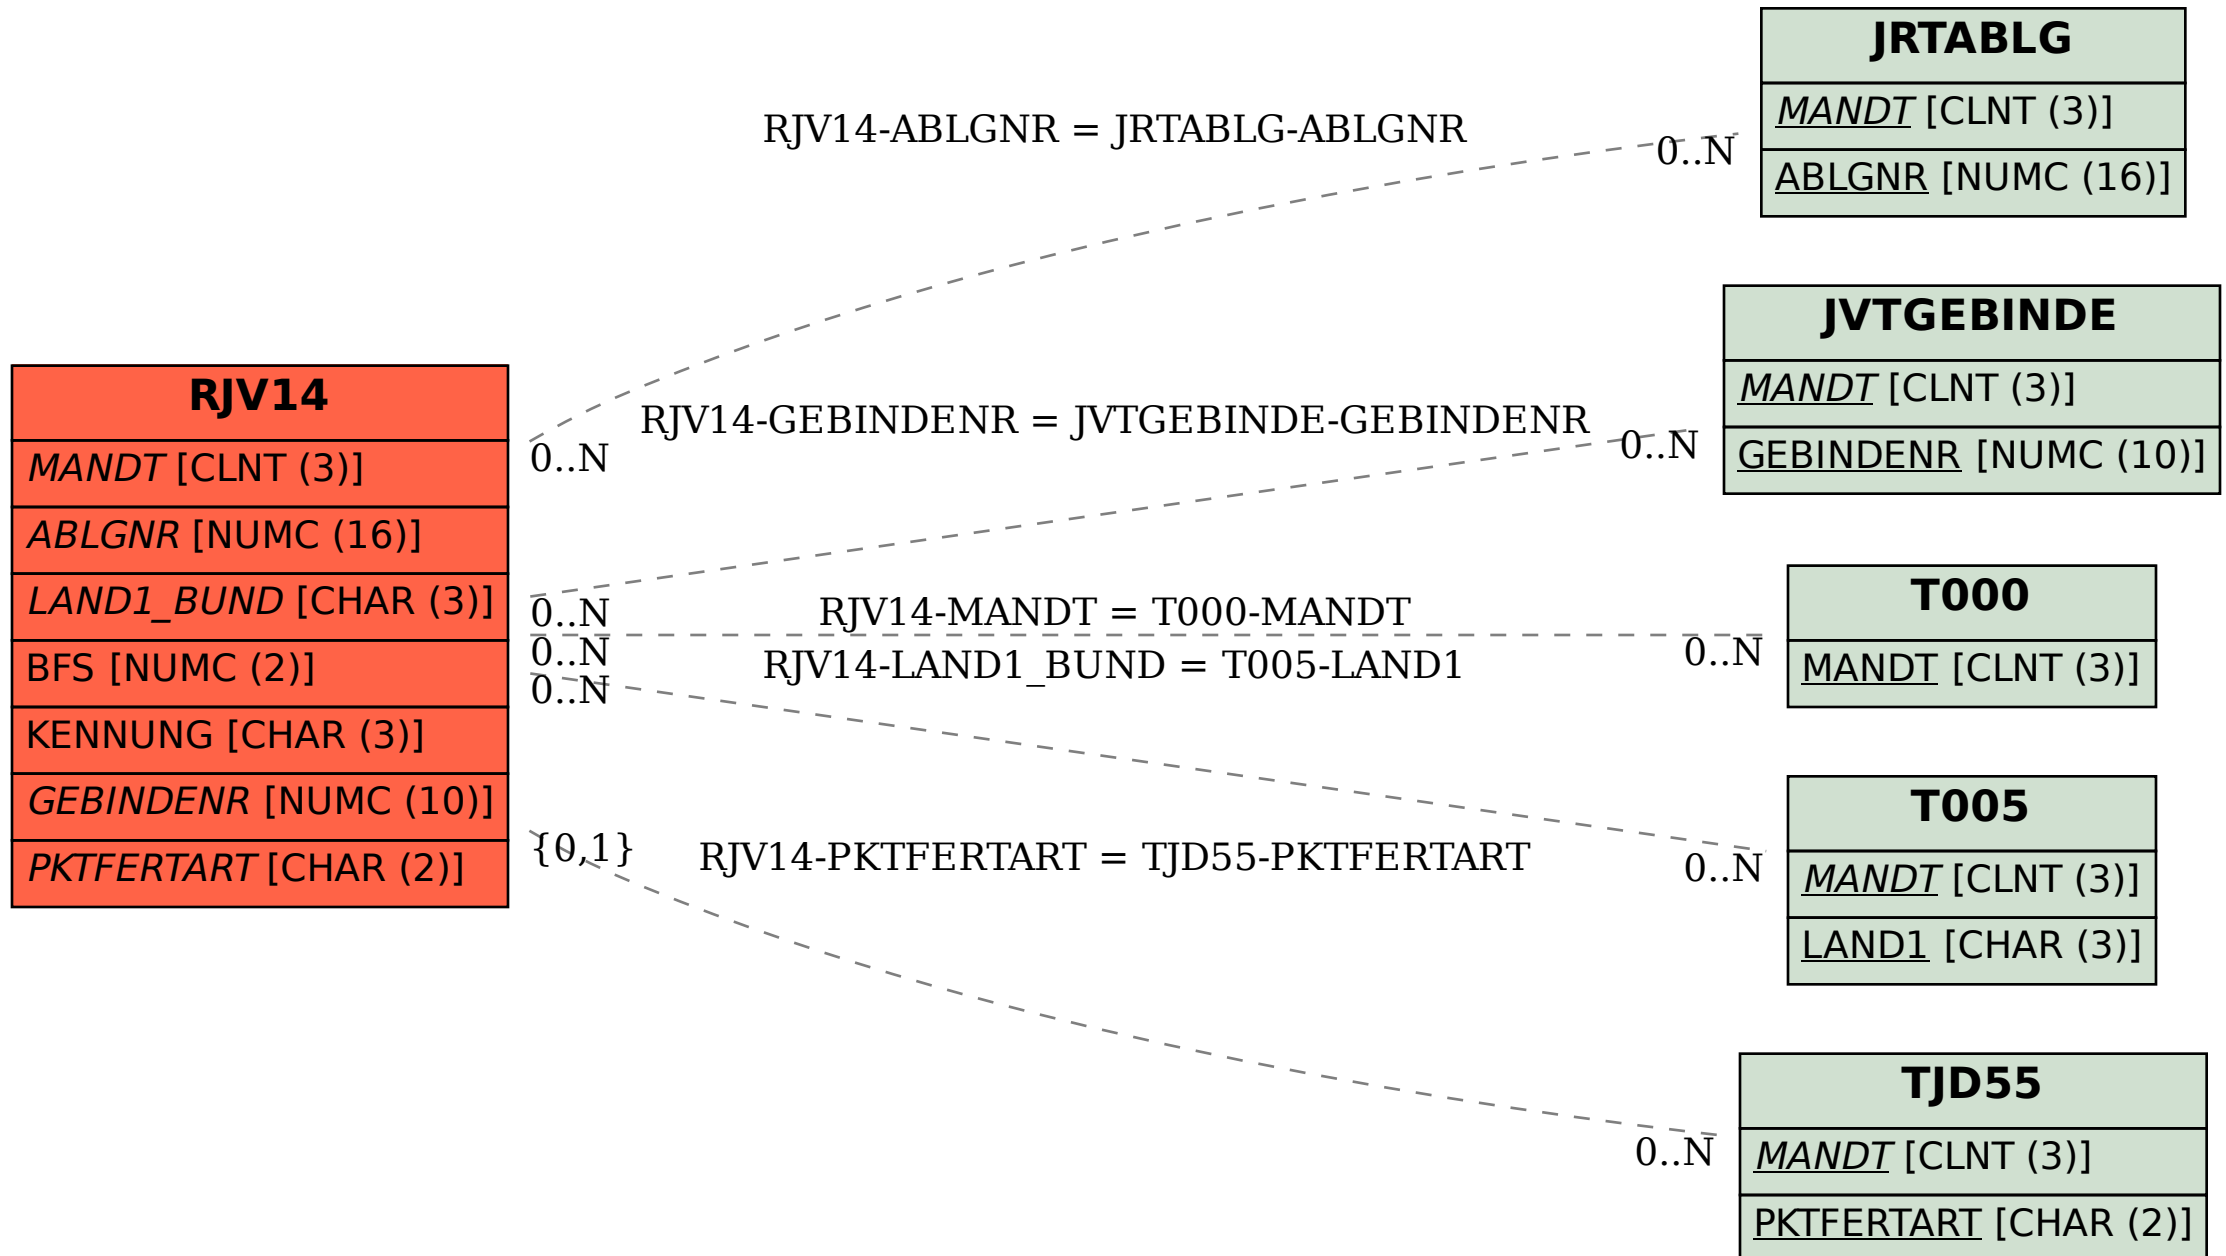 RJV14
MANDT [CLNT (3)]
ABLGNR [NUMC (16)]
LAND1_BUND [CHAR (3)]
BFS [NUMC (2)]
KENNUNG [CHAR (3)]
GEBINDENR [NUMC (10)]
PKTFERTART [CHAR (2)]
RJV14-ABLGNR = JRTABLG-ABLGNR
0..N
0..N
RJV14-GEBINDENR = JVTGEBINDE-GEBINDENR
0..N
0..N
RJV14-MANDT = T000-MANDT
0..N
0..N
RJV14-LAND1_BUND = T005-LAND1
0..N
0..N
RJV14-PKTFERTART = TJD55-PKTFERTART
{0,1}
0..N
JRTABLG
MANDT [CLNT (3)]
ABLGNR [NUMC (16)]
JVTGEBINDE
MANDT [CLNT (3)]
GEBINDENR [NUMC (10)]
T000
MANDT [CLNT (3)]
T005
MANDT [CLNT (3)]
LAND1 [CHAR (3)]
TJD55
MANDT [CLNT (3)]
PKTFERTART [CHAR (2)]